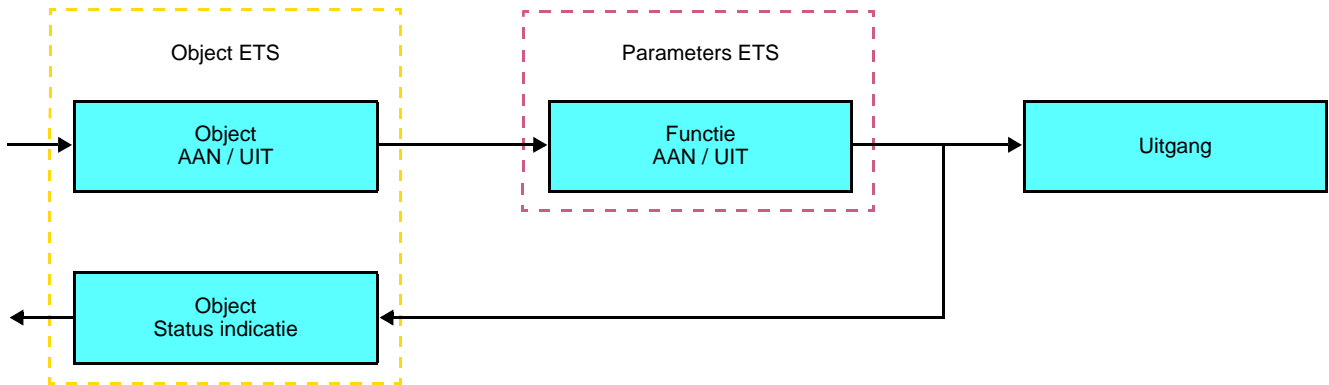 Object ETS
Parameters ETS
Object
AAN / UIT
Functie
AAN / UIT
Uitgang
Object
Status indicatie